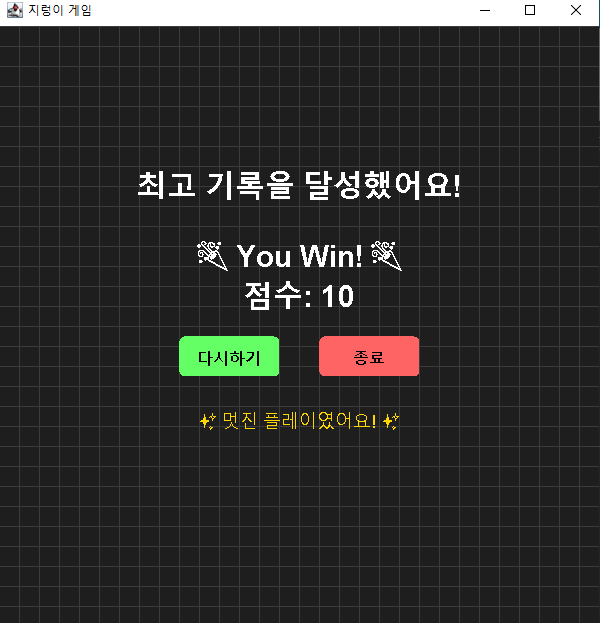 지렁이 게임
최고 기록을 달성했어요!
🎉 You Win! 🎉
점수: 10
다시하기 종료
✨ 멋진 플레이였어요! ✨